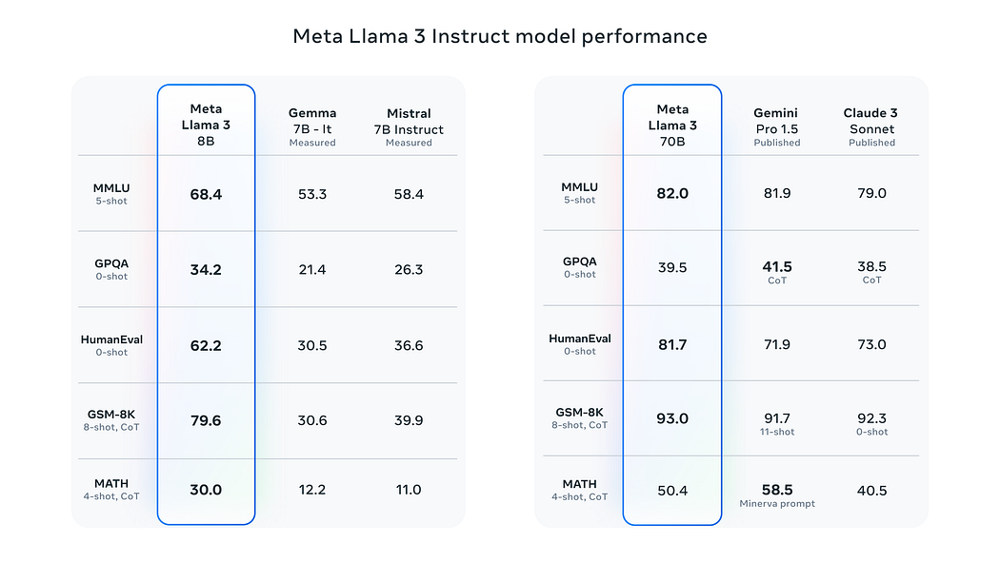 Meta Llama 3 Instruct model performance
Meta
Llama 3
8B
Gemma
7B - It
Measured
Mistral
7B Instruct
Measured
MMLU
5-shot
68.4
53.3
58.4
GPQA
0-shot
34.2
21.4
26.3
HumanEval
0-shot
62.2
30.5
36.6
GSM-8K
8-shot, CoT
79.6
30.6
39.9
MATH
4-shot, CoT
30.0
12.2
11.0
Meta
Llama 3
70B
Gemini
Pro 1.5
Published
Claude 3
Sonnet
Published
MMLU
5-shot
82.0
81.9
79.0
GPQA
0-shot
39.5
41.5
CoT
38.5
CoT
HumanEval
0-shot
81.7
71.9
73.0
GSM-8K
8-shot, CoT
93.0
91.7
11-shot
92.3
0-shot
MATH
4-shot, CoT
50.4
58.5
Minerva prompt
40.5